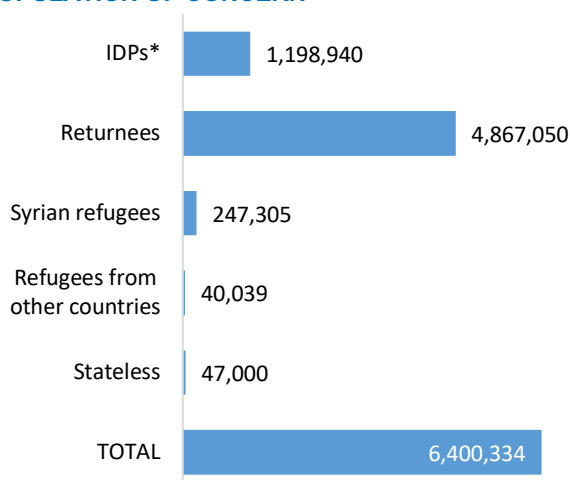 IDPs*
1,198,940
Returnees
4,867,050
Syrian refugees
247,305
Refugees from
other countries
40,039
Stateless
47,000
TOTAL
6,400,334